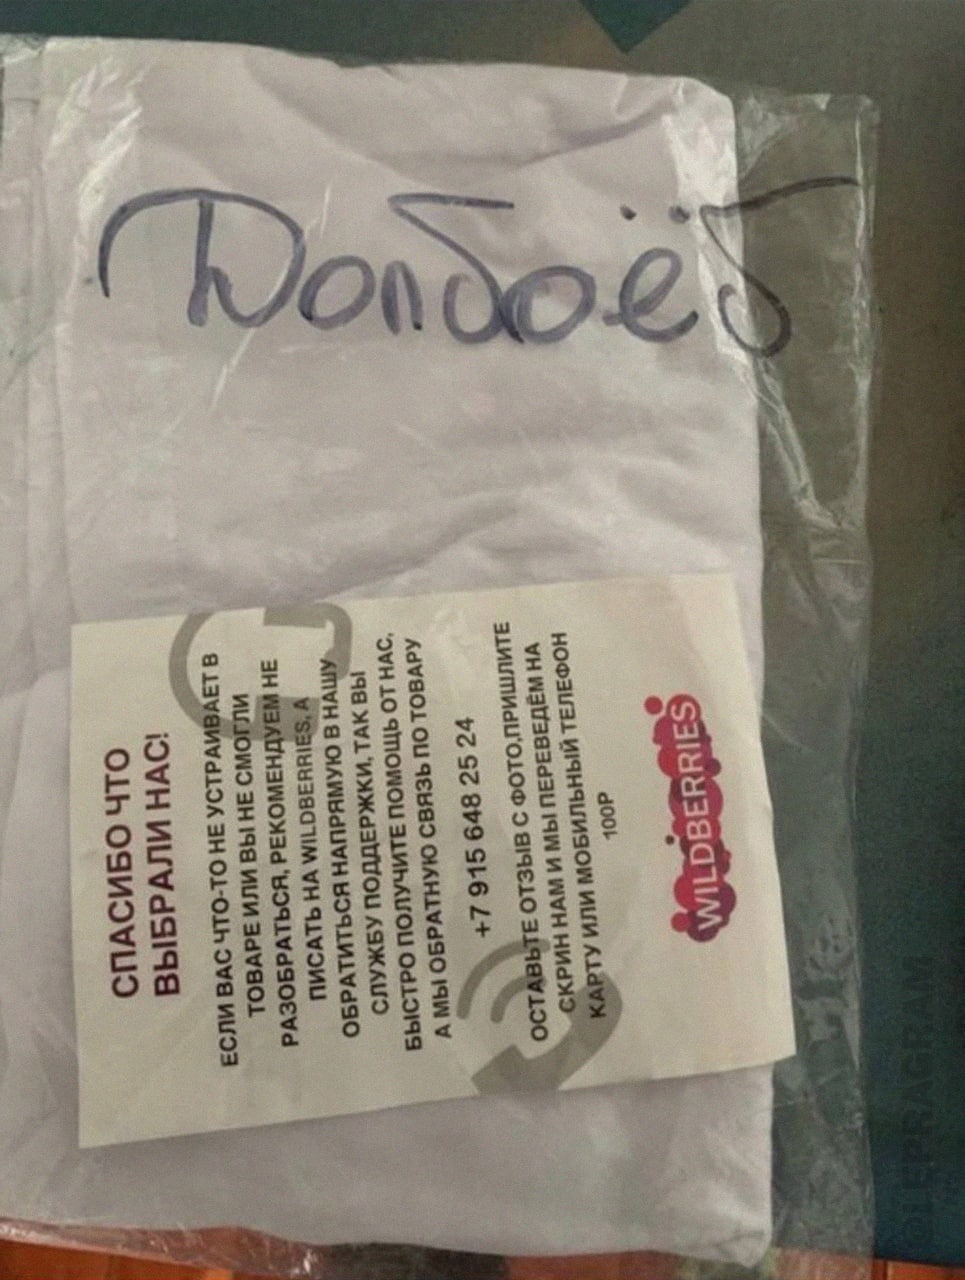 Долбоёб
СПАСИБО ЧТО
ВЫБРАЛИ НАС!
ЕСЛИ ВАС ЧТО-ТО НЕ УСТРАИВАЕТ В
ТОВАРЕ ИЛИ ВЫ НЕ СМОГЛИ
РАЗОБРАТЬСЯ, РЕКОМЕНДУЕМ НЕ
ПИСАТЬ НА WILDBERRIES, А
ОБРАТИТЬСЯ НАПРЯМУЮ В НАШУ
СЛУЖБУ ПОДДЕРЖКИ, ТАК ВЫ
БЫСТРО ПОЛУЧИТЕ ПОМОЩЬ ОТ НАС,
А МЫ ОБРАТНУЮ СВЯЗЬ ПО ТОВАРУ
+7 915 648 25 24
ОСТАВЬТЕ ОТЗЫВ С ФОТО,ПРИШЛИТЕ
СКРИН НАМ И МЫ ПЕРЕВЕДЁМ НА
КАРТУ ИЛИ МОБИЛЬНЫЙ ТЕЛЕФОН
100Р
WILDBERRIES
@LEPRAGRAM